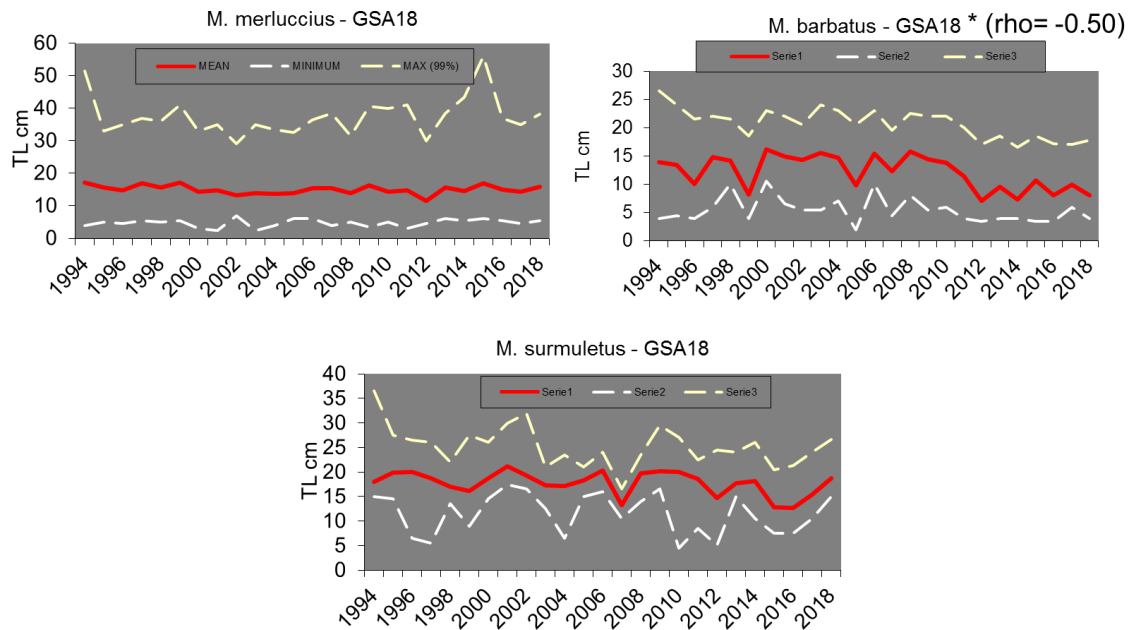 M. merluccius - GSA18
MEAN MINIMUM MAX (99%)
TL cm
60
50
40
30
20
10
0
1994 1996 1998 2000 2002 2004 2006 2008 2010 2012 2014 2016 2018
M. barbatus - GSA18 * (rho= -0.50)
Serie1 Serie2 Serie3
TL cm
30
25
20
15
10
5
0
1994 1996 1998 2000 2002 2004 2006 2008 2010 2012 2014 2016 2018
M. surmuletus - GSA18
Serie1 Serie2 Serie3
TL cm
40
35
30
25
20
15
10
5
0
1994 1996 1998 2000 2002 2004 2006 2008 2010 2012 2014 2016 2018